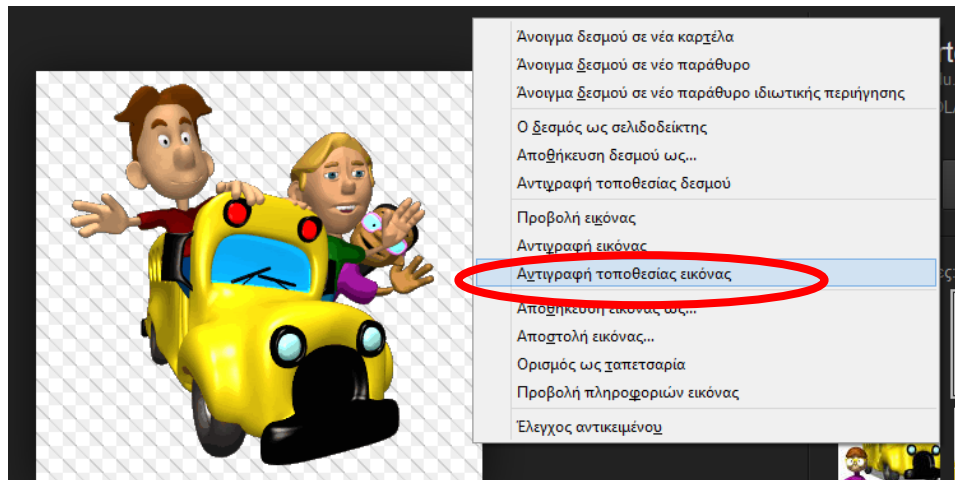 Άνοιγμα δεσμού σε νέα καρτέλα
Άνοιγμα δεσμού σε νέο παράθυρο
Άνοιγμα δεσμού σε νέο παράθυρο ιδιωτικής περιήγησης
Ο δεσμός ως σελιδοδείκτης
Αποθήκευση δεσμού ως...
Αντιγραφή τοποθεσίας δεσμού
Προβολή εικόνας
Αντιγραφή εικόνας
Αντιγραφή τοποθεσίας εικόνας
Αποθήκευση εικόνας ως...
Αποστολή εικόνας...
Ορισμός ως ταπετσαρία
Προβολή πληροφοριών εικόνας
Έλεγχος αντικειμένου